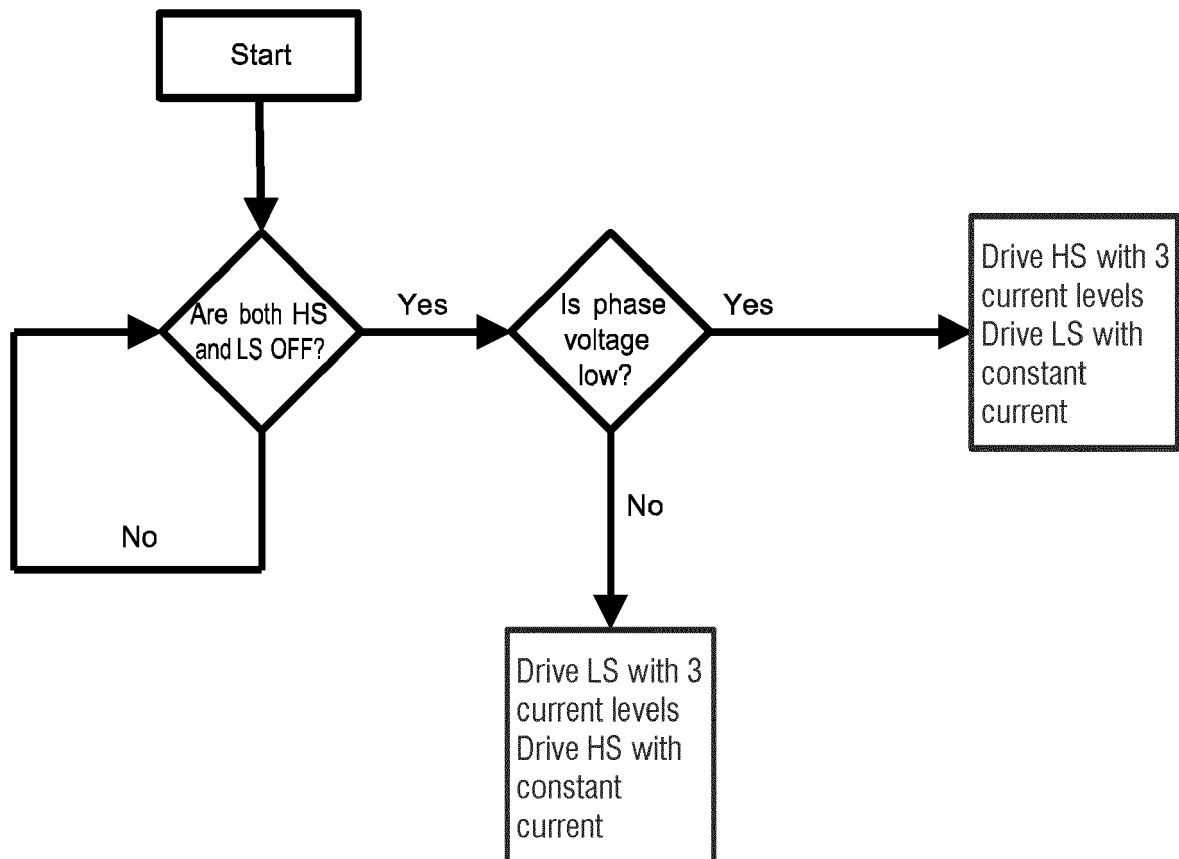 Start
Are both HS
and LS OFF?
Yes
No
Is phase
voltage
low?
Yes
No
Drive HS with 3
current levels
Drive LS with
constant
current
Drive LS with 3
current levels
Drive HS with
constant
current